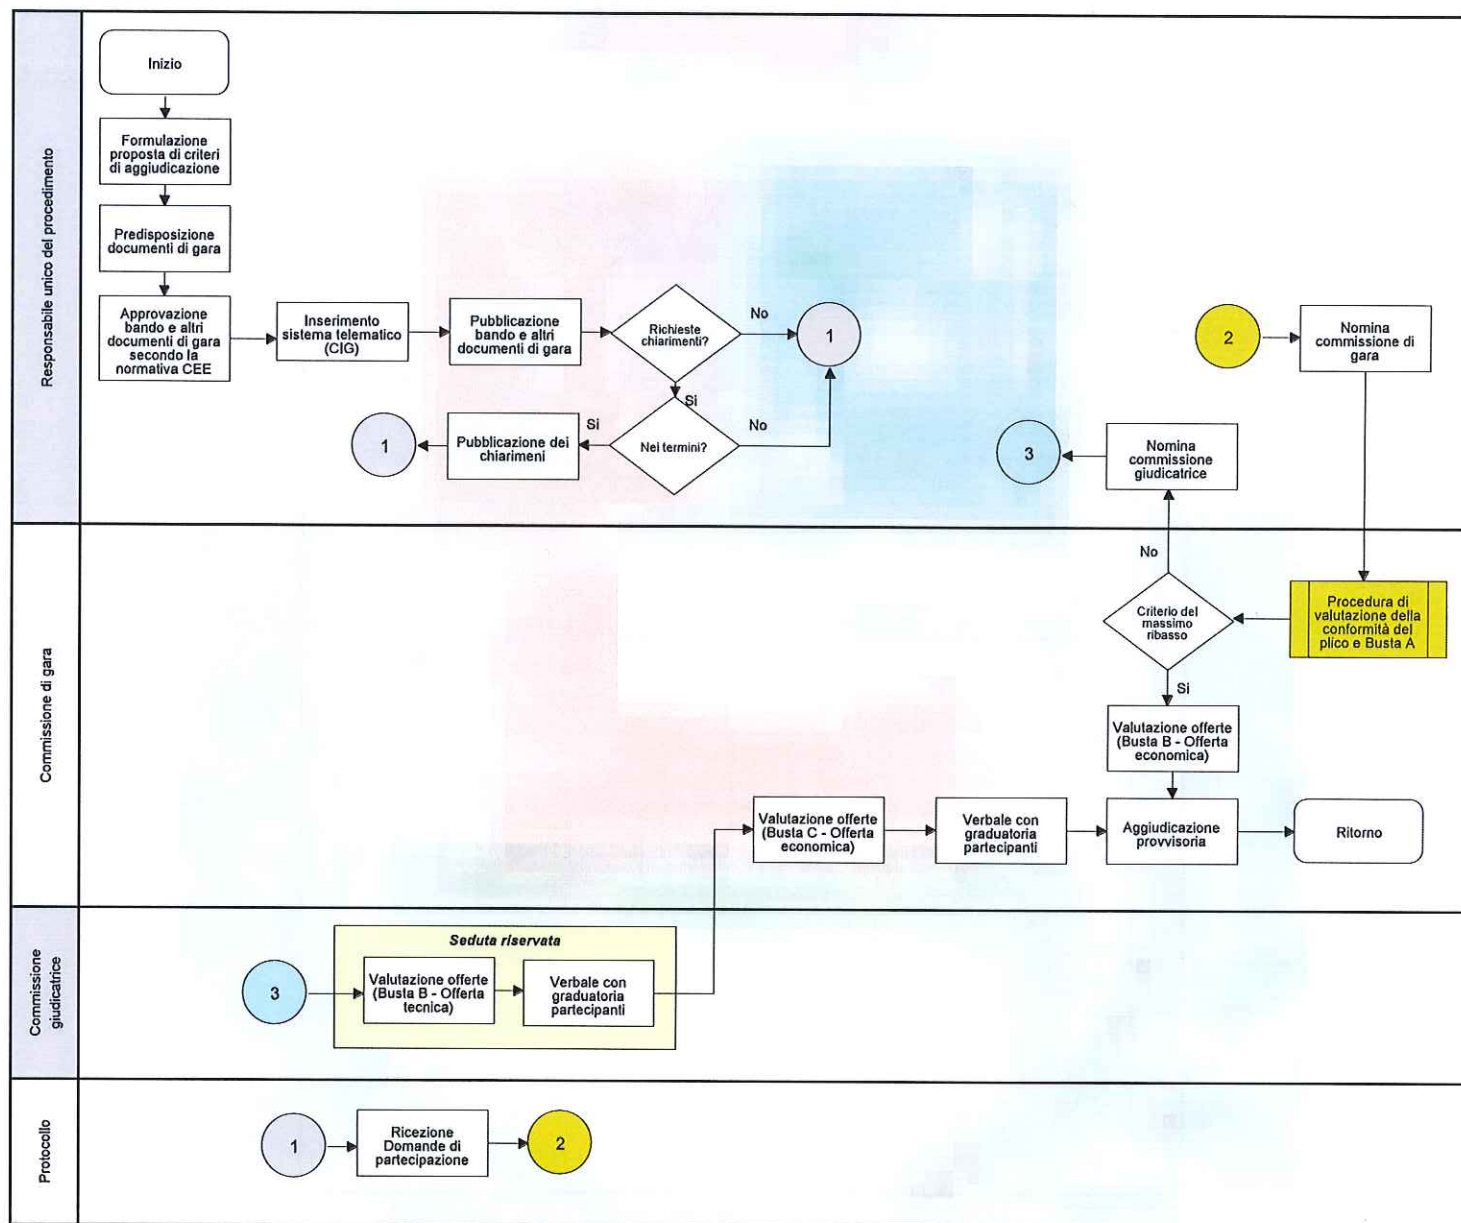 Responsabile unico del procedimento
Inizio
Formulazione
proposta di criteri
di aggiudicazione
Predisposizione
documenti di gara
Approvazione
bando e altri
documenti di gara
secondo la
normativa CEE
Inserimento
sistema telematico
(CIG)
Pubblicazione
bando e altri
documenti di gara
Richieste
chiarimenti?
No
1
Si
Nei termini?
No
Si
Pubblicazione dei
chiarimeni
1
2
Nomina
commissione di
gara
Nomina
commissione
giudicatrice
3
Commissione di gara
No
Criterio del
massimo
ribasso
Procedura di
valutazione della
conformità del
plico e Busta A
Si
Valutazione offerte
(Busta B - Offerta
economica)
Valutazione offerte
(Busta C - Offerta
economica)
Verbale con
graduatoria
partecipanti
Aggiudicazione
provvisoria
Ritorno
Commissione
giudicatrice
Seduta riservata
3
Valutazione offerte
(Busta B - Offerta
tecnica)
Verbale con
graduatoria
partecipanti
Protocollo
1
Ricezione
Domande di
partecipazione
2